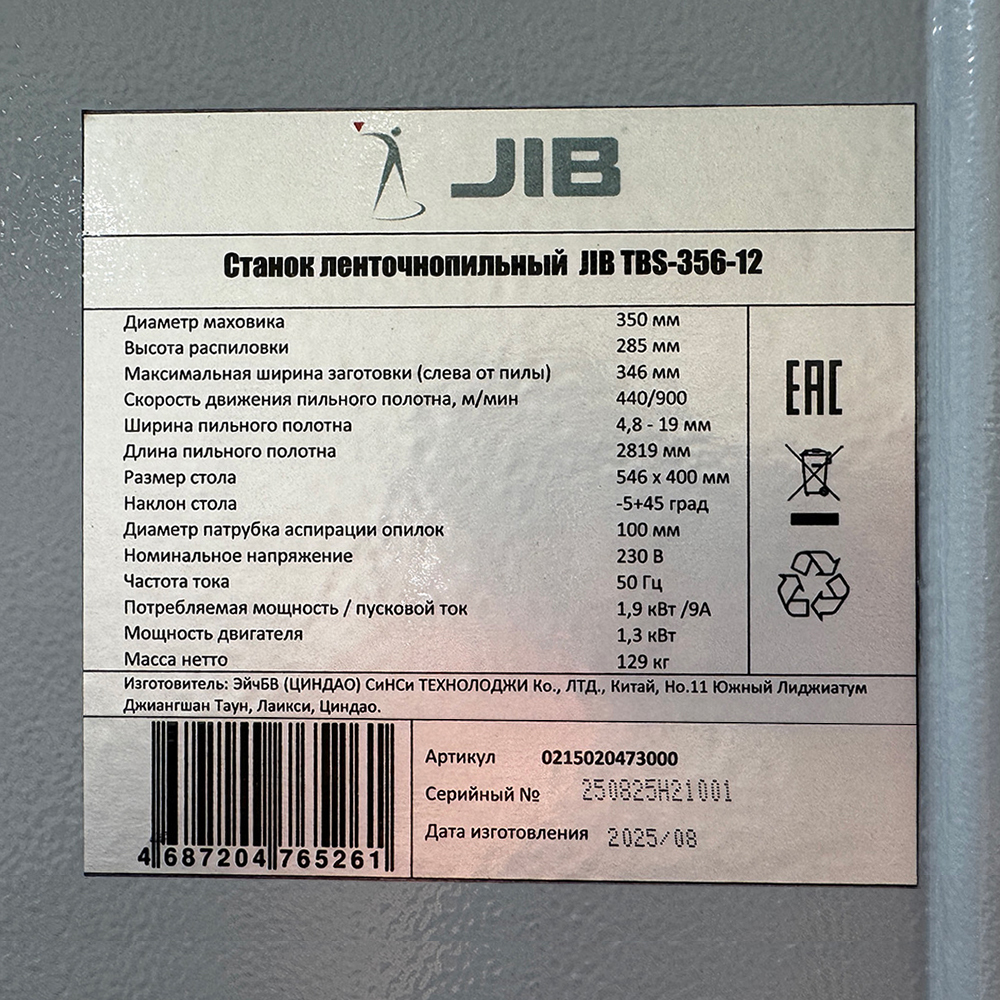 JIB
Станок ленточнопильный JIB TBS-356-12
Диаметр маховика 350 мм
Высота распиловки 285 мм
Максимальная ширина заготовки (слева от пилы) 346 мм
Скорость движения пильного полотна, м/мин 440/900
Ширина пильного полотна 4,8 - 19 мм
Длина пильного полотна 2819 мм
Размер стола 546 х 400 мм
Наклон стола -5+45 град
Диаметр патрубка аспирации опилок 100 мм
Номинальное напряжение 230 В
Частота тока 50 Гц
Потребляемая мощность / пусковой ток 1,9 кВт /9А
Мощность двигателя 1,3 кВт
Масса нетто 129 кг
EAC
Изготовитель: ЭйчБВ (ЦИНДАО) СиНСи ТЕХНОЛОДЖИ Ко., ЛТД., Китай, Но.11 Южный Лиджиатум
Джиангшан Таун, Лаикси, Циндао.
4 687204 765261
Артикул 0215020473000
Серийный № 250825H21001
Дата изготовления 2025/08